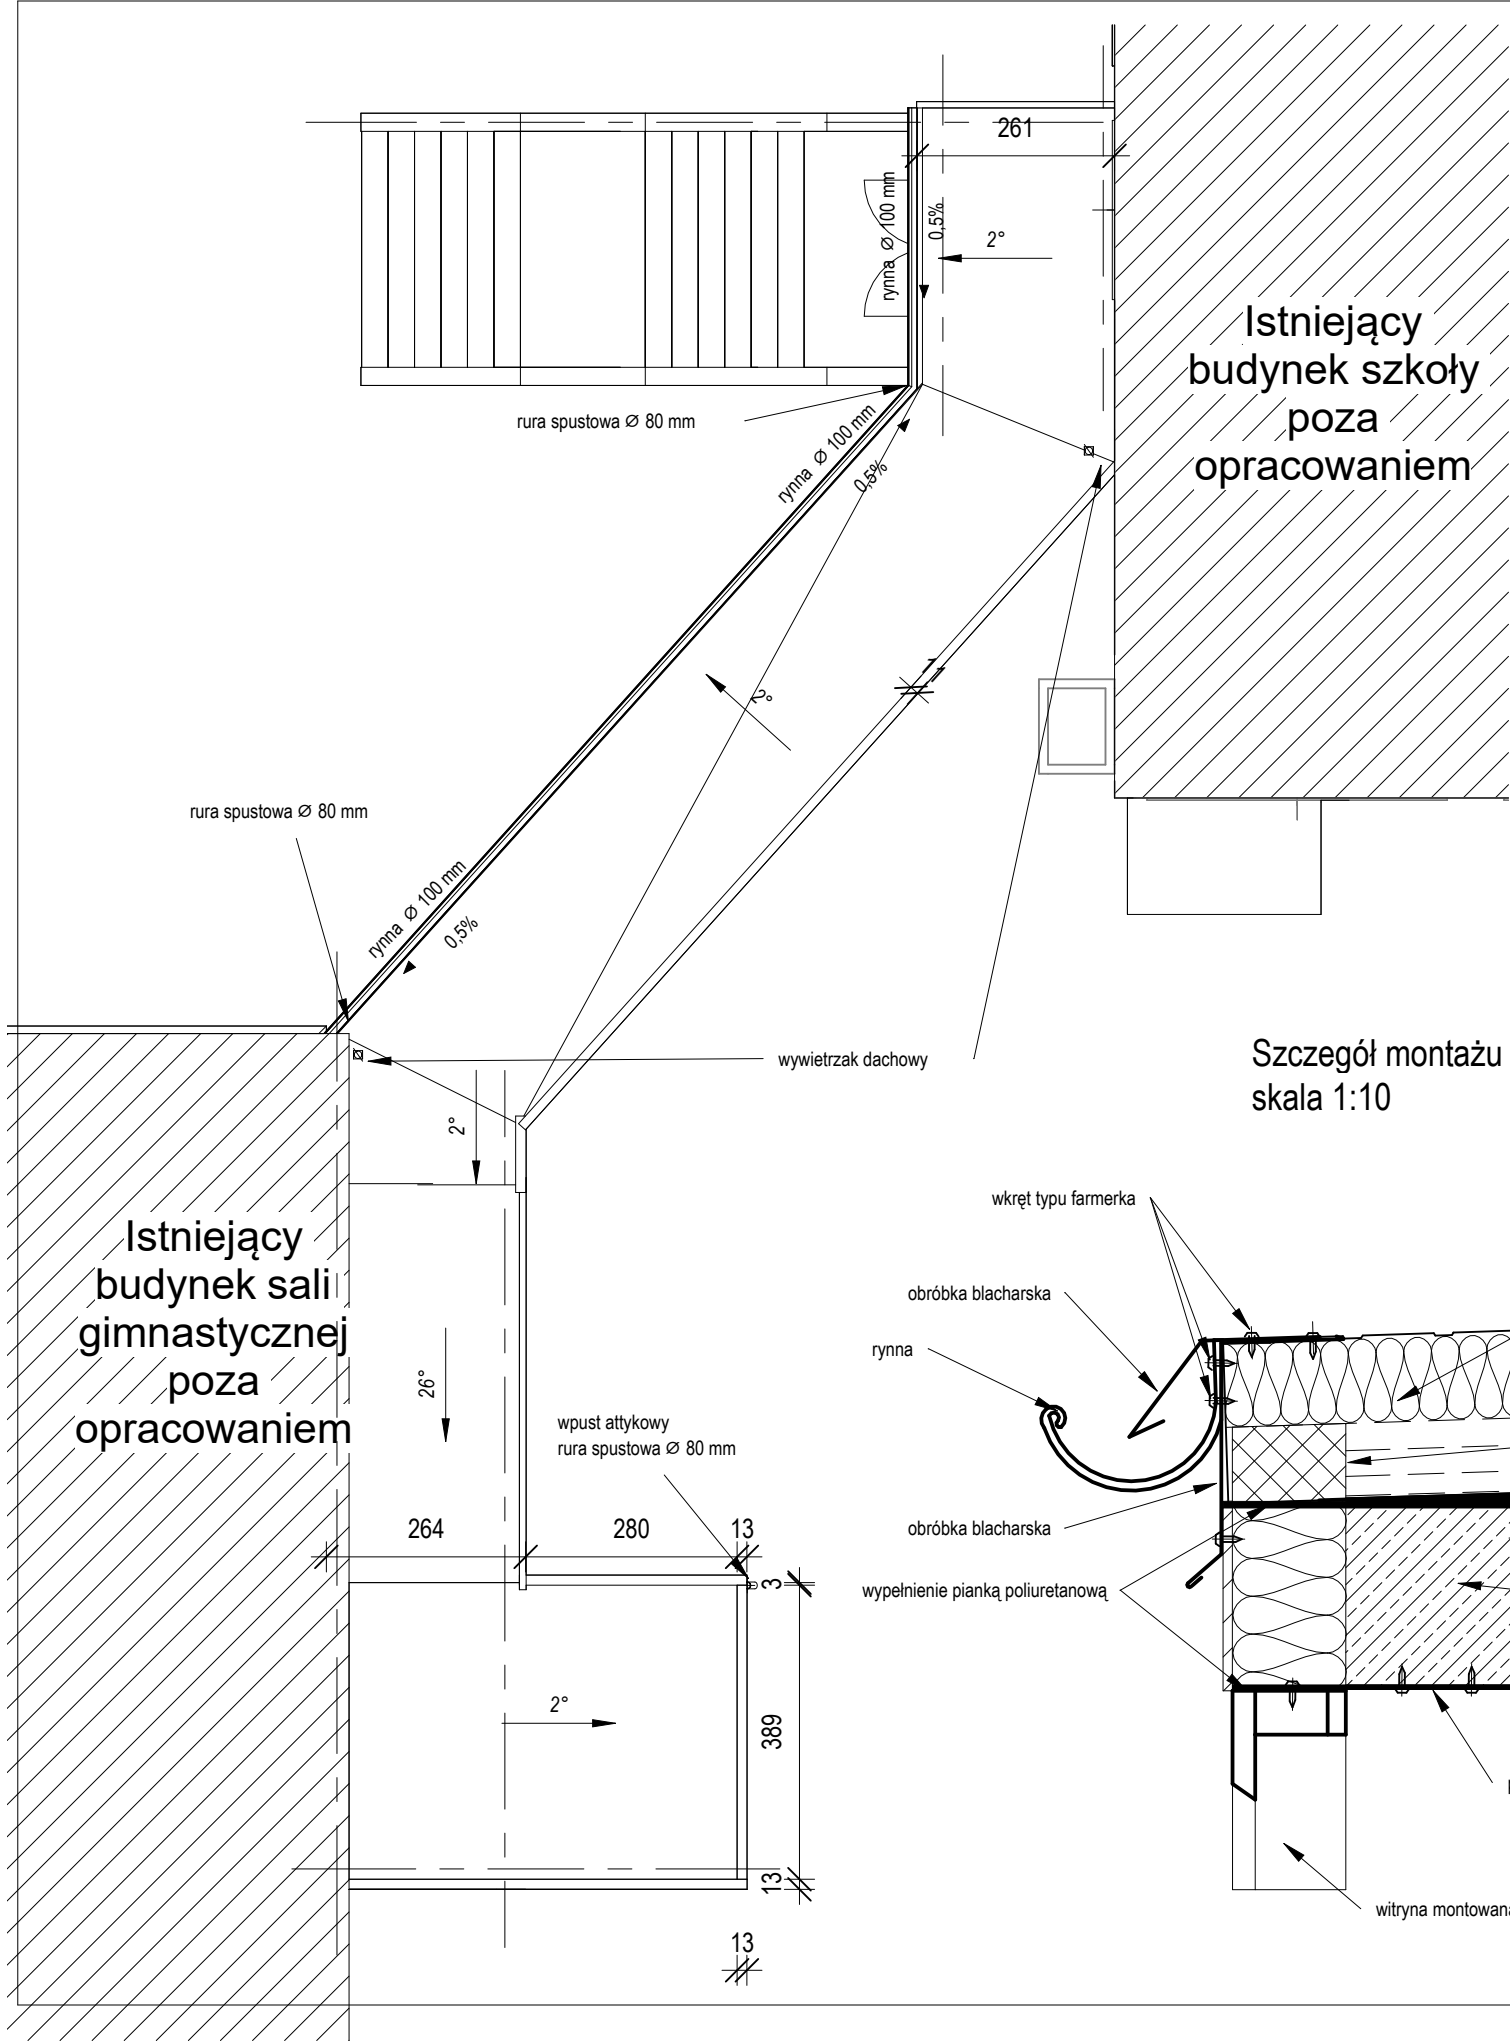 261
rynna Ø 100 mm
0,5%
2°
Istniejący
budynek szkoły
poza
opracowaniem
rura spustowa Ø 80 mm
rynna Ø 100 mm
0,5%
2°
rura spustowa Ø 80 mm
rynna Ø 100 mm
0,5%
wywietrzak dachowy
Szczegół montażu
skala 1:10
2°
wkręt typu farmerka
Istniejący
budynek sali
gimnastycznej
poza
opracowaniem
obróbka blacharska
rynna
26°
wpust attykowy
rura spustowa Ø 80 mm
264
280
13
obróbka blacharska
3
wypełnienie pianką poliuretanową
2°
389
13
witryna montowana
13